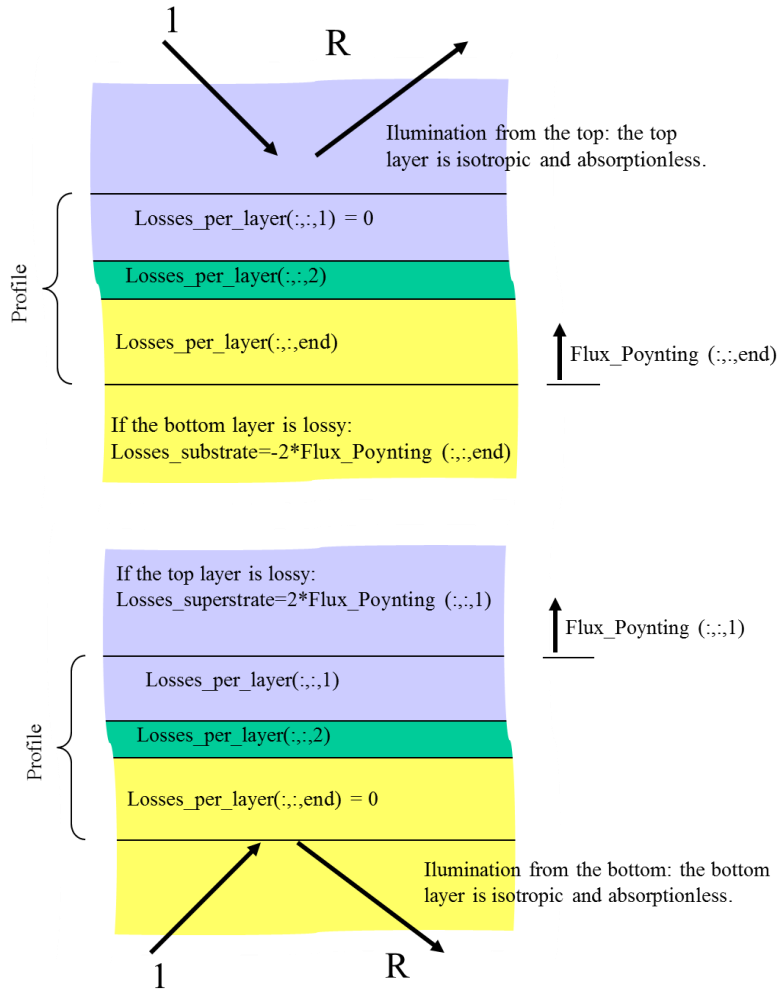 1
R
Ilumination from the top: the top
layer is isotropic and absorptionless.
Losses_per_layer(:,:,1) = 0
Losses_per_layer(:,:,2)
Profile
Losses_per_layer(:,:,end)
Flux_Poynting (:,:,end)
If the bottom layer is lossy:
Losses_substrate=-2*Flux_Poynting (:,:,end)
If the top layer is lossy:
Losses_superstrate=2*Flux_Poynting (:,:,1)
Flux_Poynting (:,:,1)
Losses_per_layer(:,:,1)
Losses_per_layer(:,:,2)
Profile
Losses_per_layer(:,:,end) = 0
Ilumination from the bottom: the bottom
layer is isotropic and absorptionless.
1
R